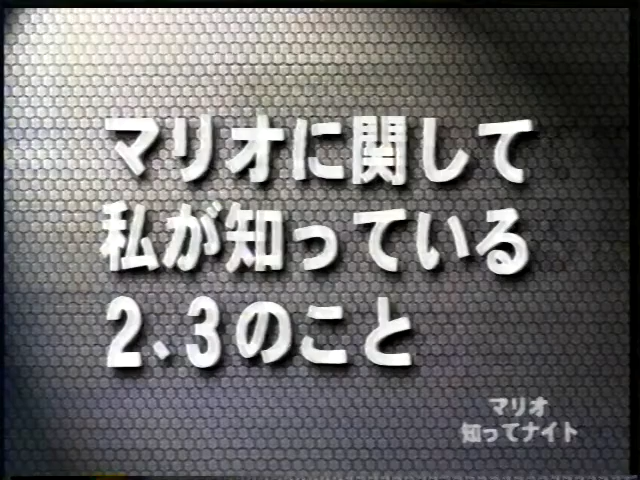 マリオに関して
私が知っている
2、3のこと
マリオ
知ってナイト